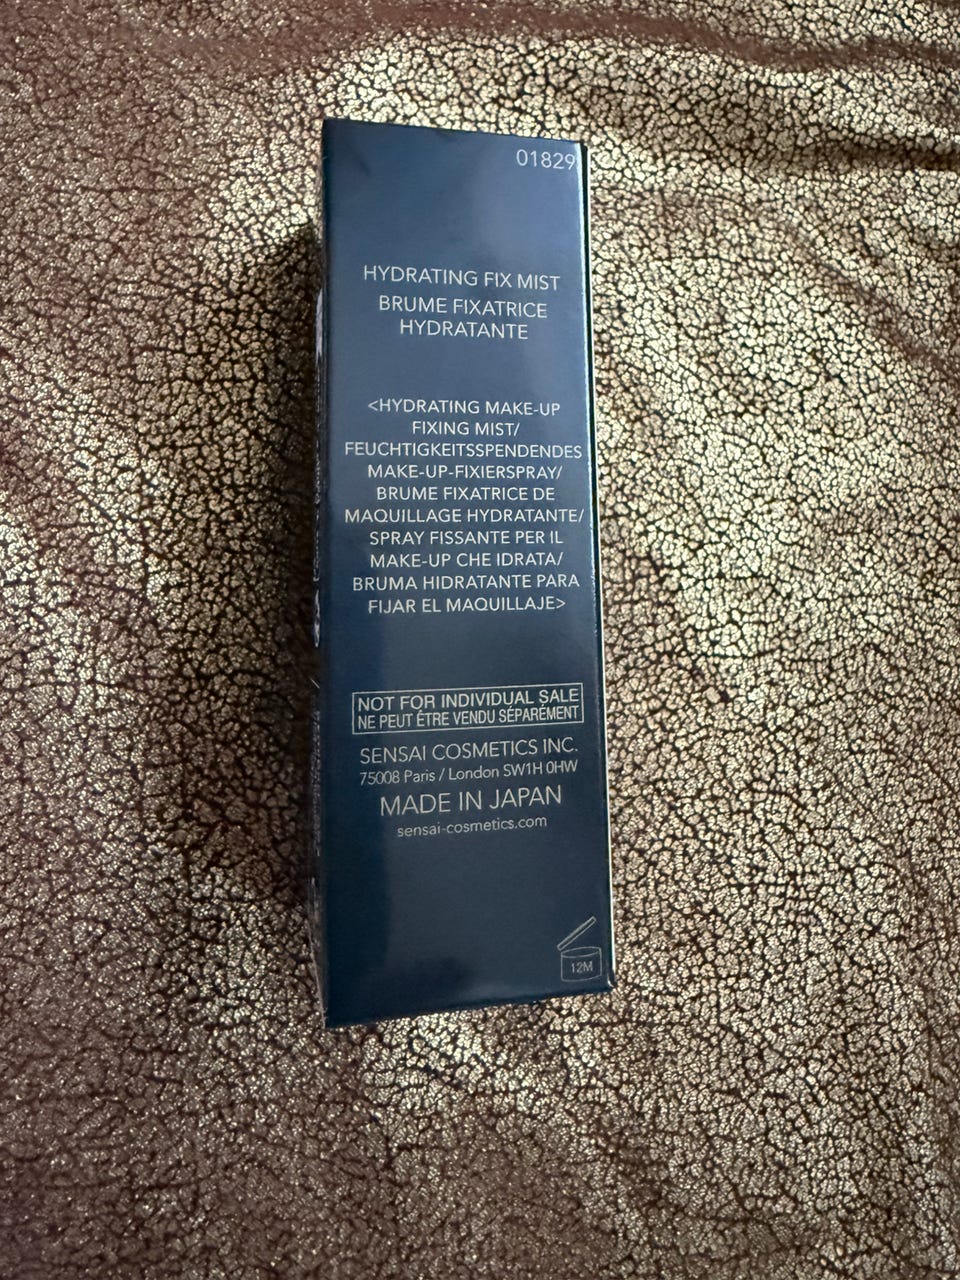 01829
HYDRATING FIX MIST
BRUME FIXATRICE
HYDRATANTE
<HYDRATING MAKE-UP
FIXING MIST/
FEUCHTIGKEITSSPENDENDES
MAKE-UP-FIXIERSPRAY/
BRUME FIXATRICE DE
MAQUILLAGE HYDRATANTE/
SPRAY FISSANTE PER IL
MAKE-UP CHE IDRATA/
BRUMA HIDRATANTE PARA
FIJAR EL MAQUILLAJE>
NOT FOR INDIVIDUAL SALE
NE PEUT ÊTRE VENDU SÉPARÉMENT
SENSAI COSMETICS INC.
75008 Paris / London SW1H 0HW
MADE IN JAPAN
sensai-cosmetics.com
12M